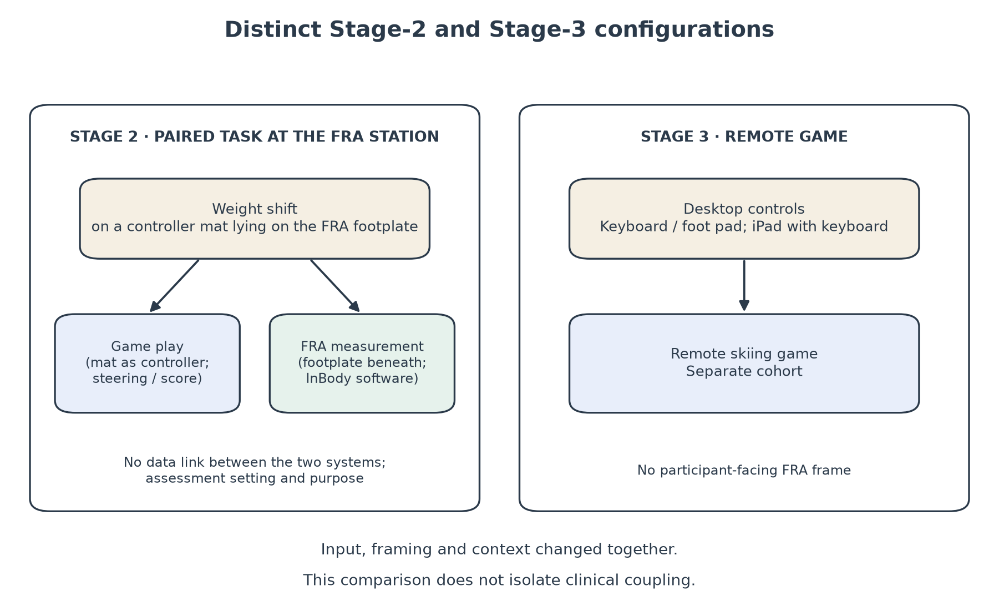 Distinct Stage-2 and Stage-3 configurations
STAGE 2 · PAIRED TASK AT THE FRA STATION
Weight shift
on a controller mat lying on the FRA footplate
Game play
(mat as controller;
steering / score)
FRA measurement
(footplate beneath;
InBody software)
No data link between the two systems;
assessment setting and purpose
STAGE 3 · REMOTE GAME
Desktop controls
Keyboard / foot pad; iPad with keyboard
Remote skiing game
Separate cohort
No participant-facing FRA frame
Input, framing and context changed together.
This comparison does not isolate clinical coupling.